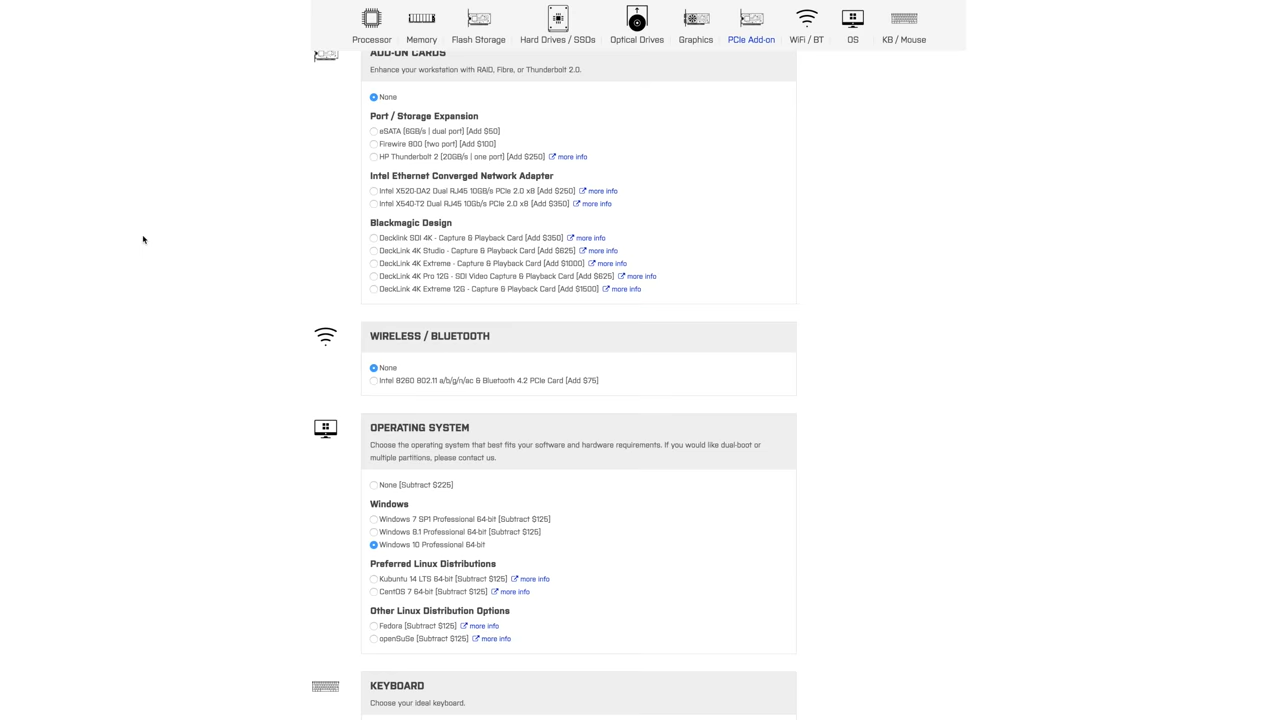 Processor
Memory
Flash Storage
Hard Drives / SSDs
Optical Drives
Graphics
PCIe Add-on
WiFi / BT
OS
KB / Mouse
ADD-ON CARDS
Enhance your workstation with RAID, Fibre, or Thunderbolt 2.0.
None
Port / Storage Expansion
eSATA [6GB/s | dual port] [Add $50]
Firewire 800 [two port] [Add $100]
HP Thunderbolt 2 [20GB/s | one port] [Add $250] more info
Intel Ethernet Converged Network Adapter
Intel X520-DA2 Dual RJ45 10GB/s PCIe 2.0 x8 [Add $250] more info
Intel X540-T2 Dual RJ45 10Gb/s PCIe 2.0 x8 [Add $350] more info
Blackmagic Design
Decklink SDI 4K - Capture & Playback Card [Add $350] more info
DeckLink 4K Studio - Capture & Playback Card [Add $625] more info
DeckLink 4K Extreme - Capture & Playback Card [Add $1000] more info
DeckLink 4K Pro 12G - SDI Video Capture & Playback Card [Add $625] more info
DeckLink 4K Extreme 12G - Capture & Playback Card [Add $1500] more info
WIRELESS / BLUETOOTH
None
Intel 8260 802.11 a/b/g/n/ac & Bluetooth 4.2 PCIe Card [Add $75]
OPERATING SYSTEM
Choose the operating system that best fits your software and hardware requirements. If you would like dual-boot or
multiple partitions, please contact us.
None [Subtract $225]
Windows
Windows 7 SP1 Professional 64-bit [Subtract $125]
Windows 8.1 Professional 64-bit [Subtract $125]
Windows 10 Professional 64-bit
Preferred Linux Distributions
Kubuntu 14 LTS 64-bit [Subtract $125] more info
CentOS 7 64-bit [Subtract $125] more info
Other Linux Distribution Options
Fedora [Subtract $125] more info
openSuSe [Subtract $125] more info
KEYBOARD
Choose your ideal keyboard.